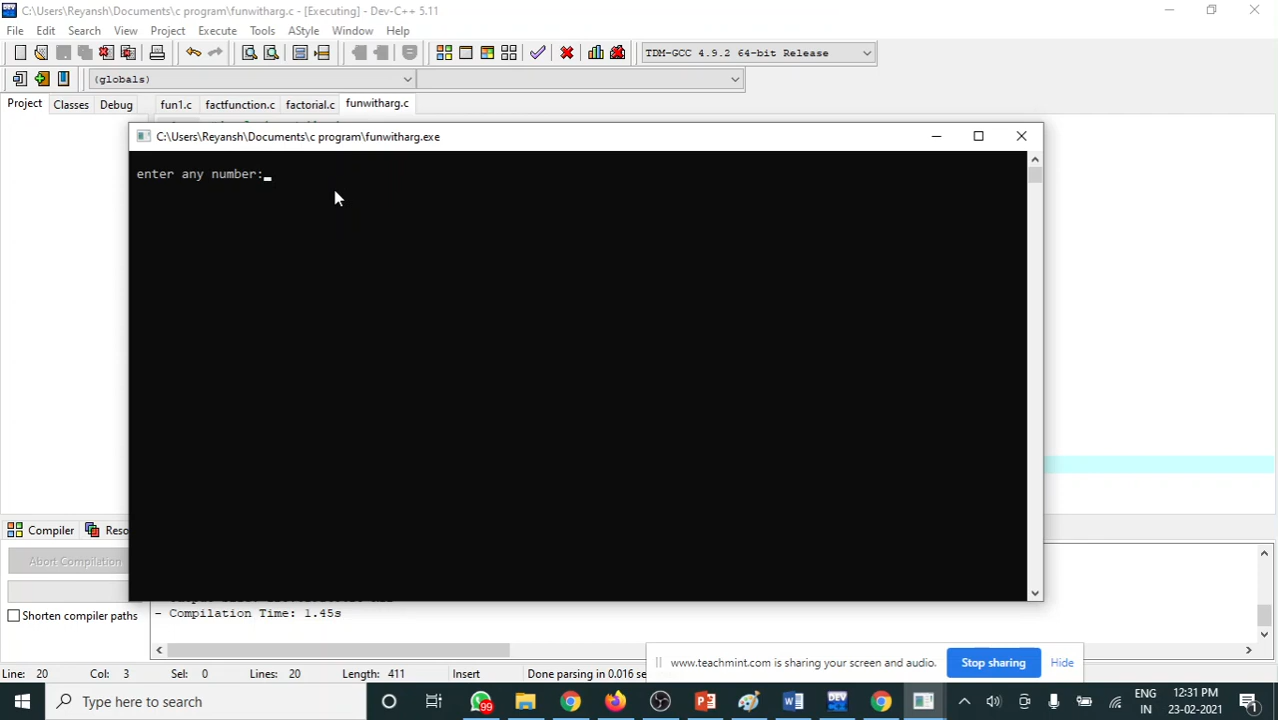 C:\Users\Reyansh\Documents\c program\funwitharg.c - [Executing] - Dev-C++ 5.11
File Edit Search View Project Execute Tools AStyle Window Help
TDM-GCC 4.9.2 64-bit Release
(globals)
Project Classes Debug fun1.c factfunction.c factorial.c funwitharg.c
C:\Users\Reyansh\Documents\c program\funwitharg.exe
enter any number:
Compiler Reso
Abort Compilation
Shorten compiler paths
- Compilation Time: 1.45s
www.teachmint.com is sharing your screen and audio. Stop sharing Hide
Line: 20 Col: 3 Sel: 0 Lines: 20 Length: 411 Insert Done parsing in 0.016 se
Type here to search
99
DEV
ENG
IN
12:31 PM
23-02-2021
1